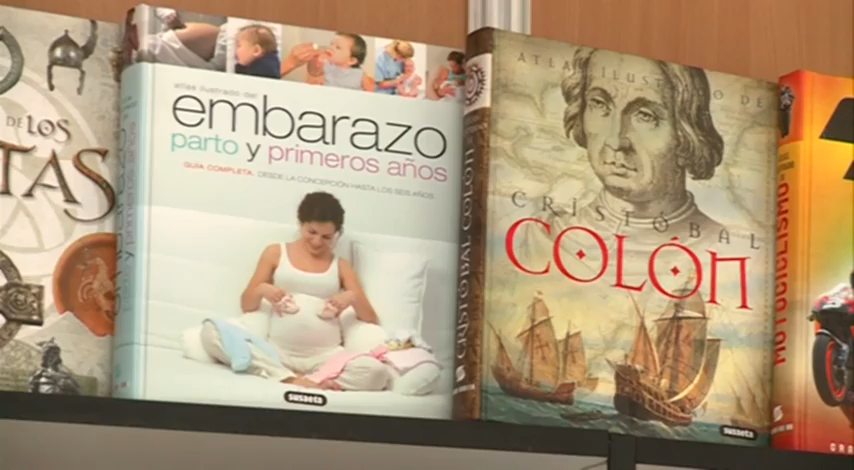 DE LOS
TAS
atlas ilustrado del
embarazo
parto y primeros años
GUÍA COMPLETA. DESDE LA CONCEPCIÓN HASTA LOS SEIS AÑOS
susaeta
CRISTÓBAL COLÓN
ATLAS ILUSTRADO DE
CRISTÓBAL
COLÓN
susaeta
MOTOCICLISMO